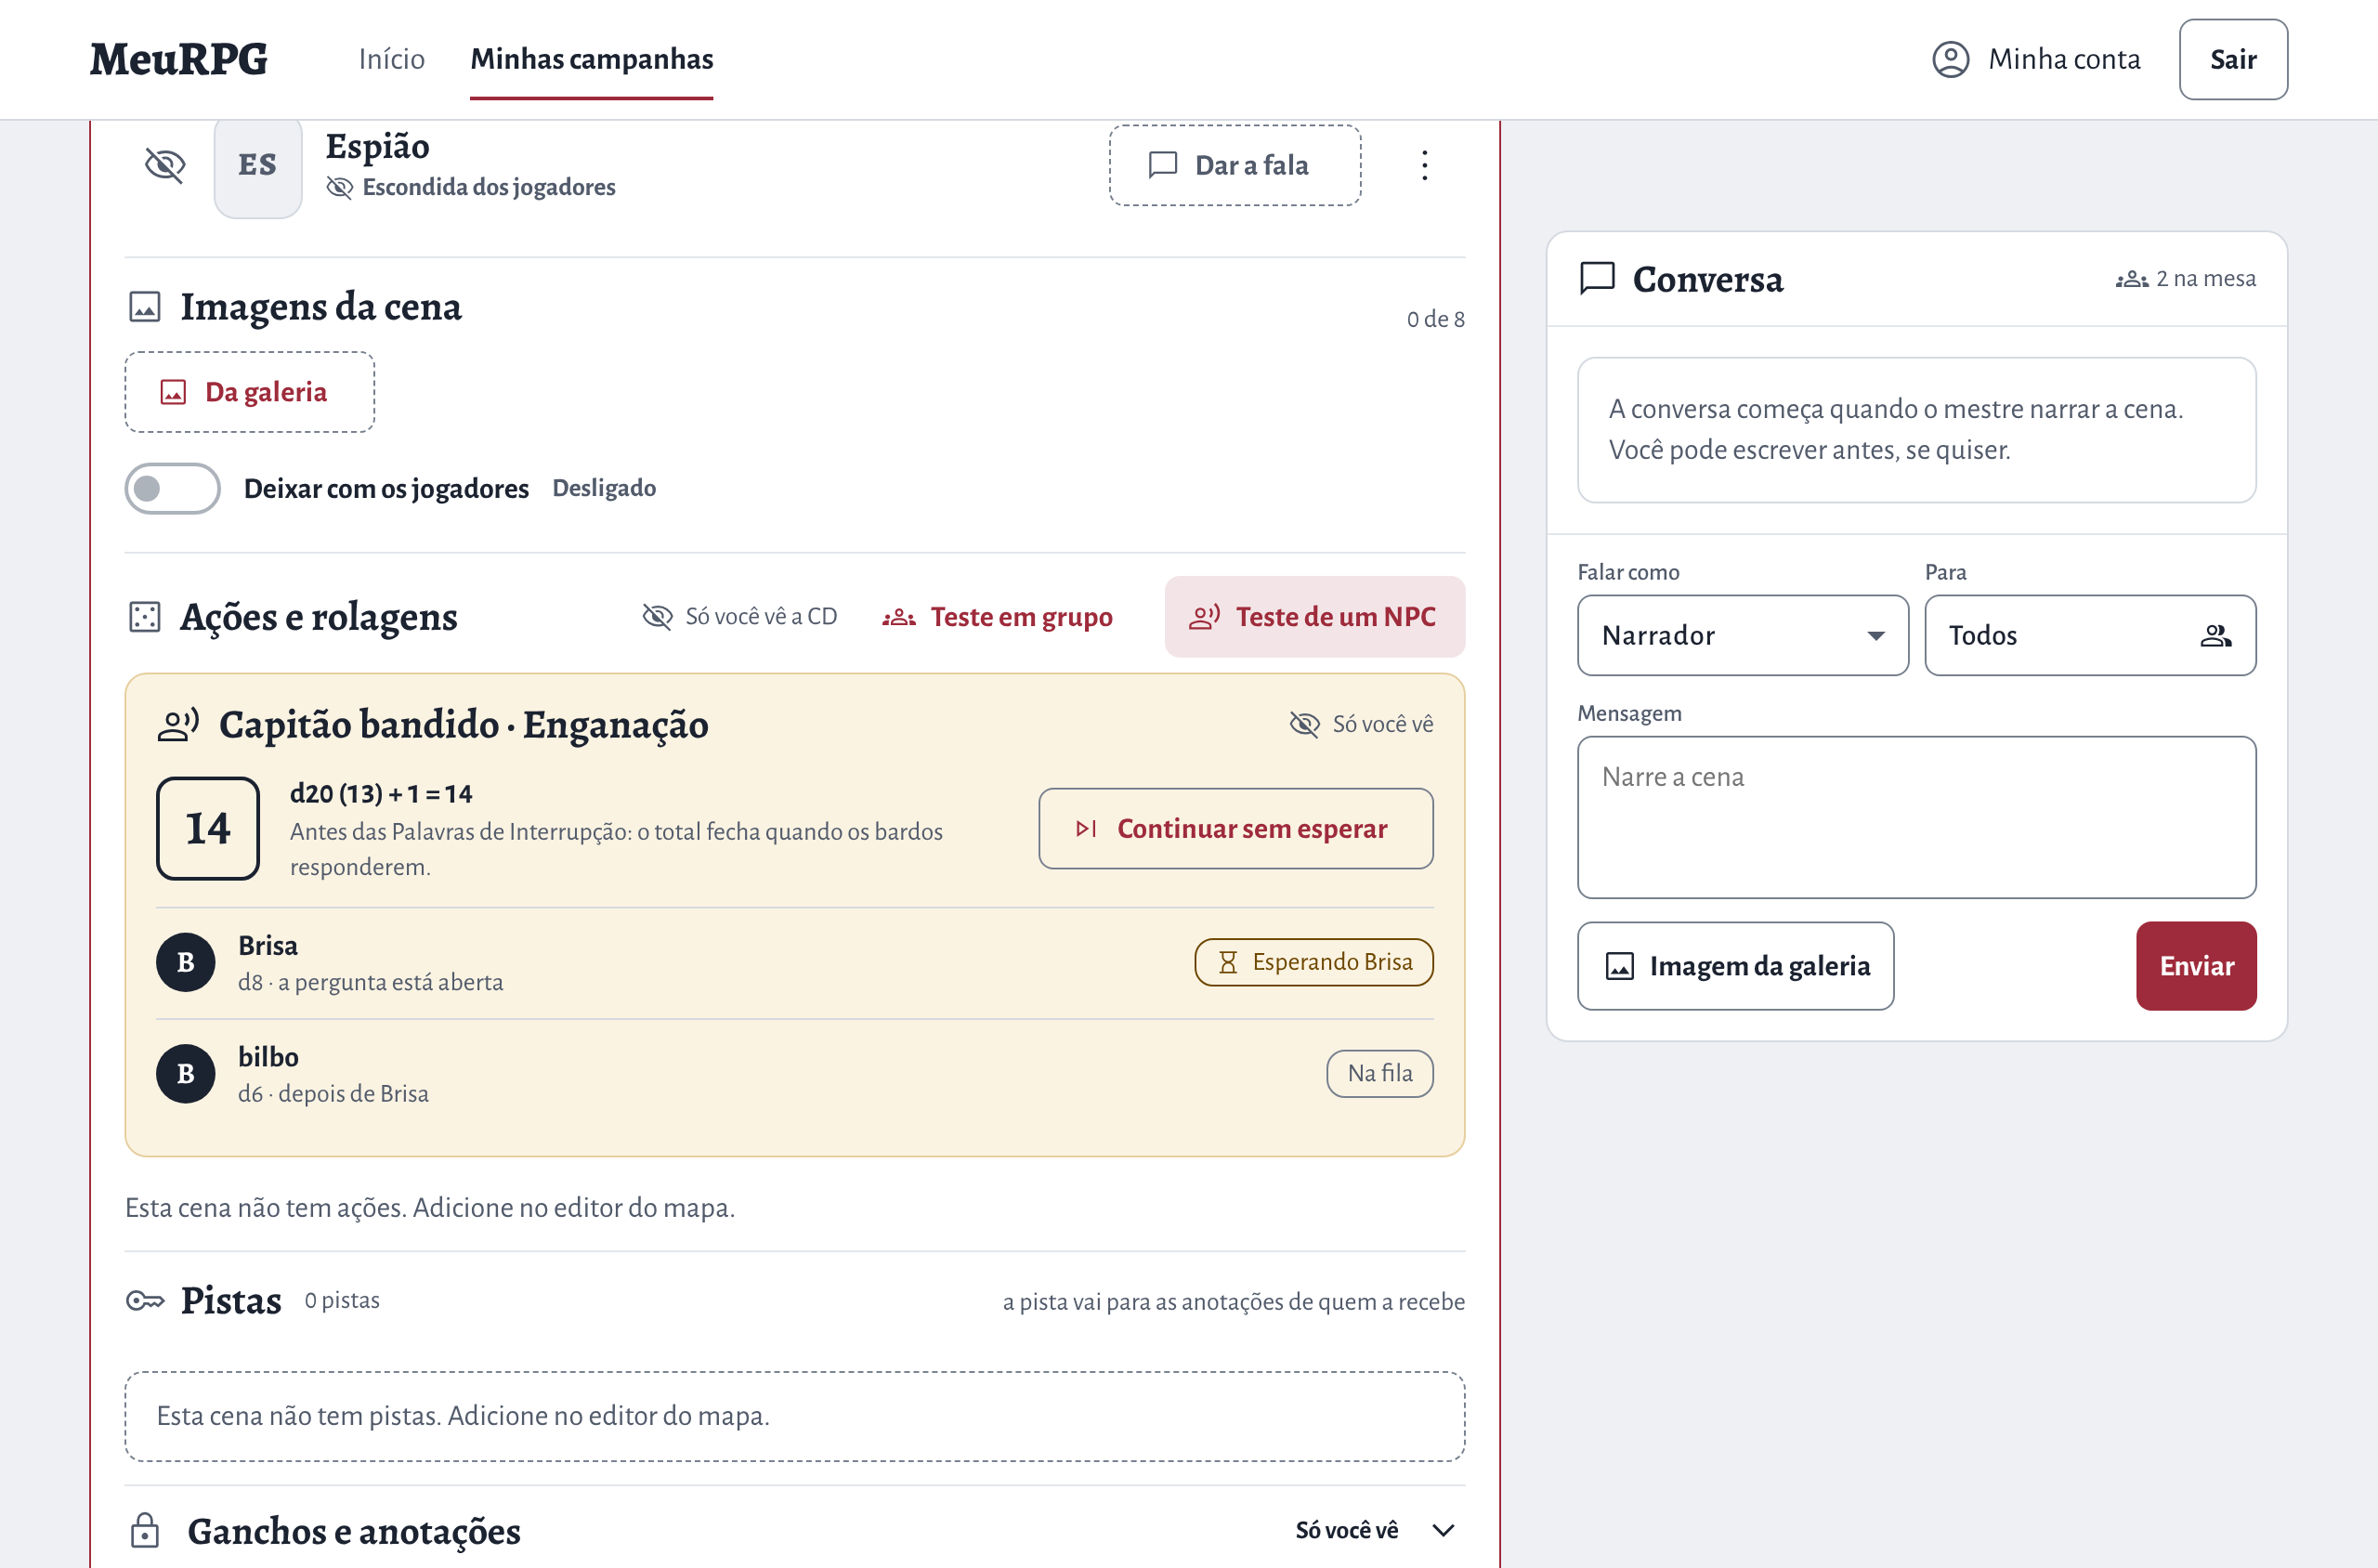 MeuRPG
Início
Minhas campanhas
Minha conta
Sair
ES
Espião
Escondida dos jogadores
Dar a fala
Imagens da cena
0 de 8
Da galeria
Deixar com os jogadores
Desligado
Ações e rolagens
Só você vê a CD
Teste em grupo
Teste de um NPC
Capitão bandido · Enganação
Só você vê
14
d20 (13) + 1 = 14
Antes das Palavras de Interrupção: o total fecha quando os bardos
responderem.
Continuar sem esperar
B
Brisa
d8 · a pergunta está aberta
Esperando Brisa
B
bilbo
d6 · depois de Brisa
Na fila
Esta cena não tem ações. Adicione no editor do mapa.
Pistas
0 pistas
a pista vai para as anotações de quem a recebe
Esta cena não tem pistas. Adicione no editor do mapa.
Ganchos e anotações
Só você vê
Conversa
2 na mesa
A conversa começa quando o mestre narrar a cena.
Você pode escrever antes, se quiser.
Falar como
Para
Narrador
Todos
Mensagem
Narre a cena
Imagem da galeria
Enviar